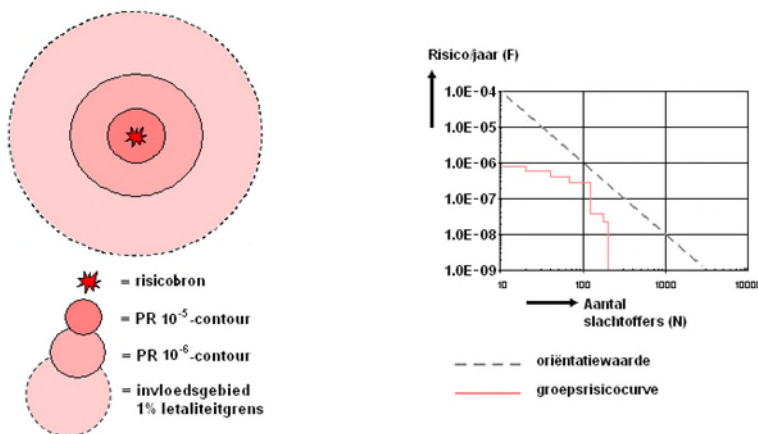 Risico/jaar (F)
1.0E-04
1.0E-05
1.0E-06
1.0E-07
1.0E-08
1.0E-09
10
100
1000
10000
Aantal
slachtoffers (N)
oriëntatiewaarde
groepsrisicocurve
= risicobron
= PR 10⁻⁵-contour
= PR 10⁻⁶-contour
= invloedsgebied
1% letaliteitgrens